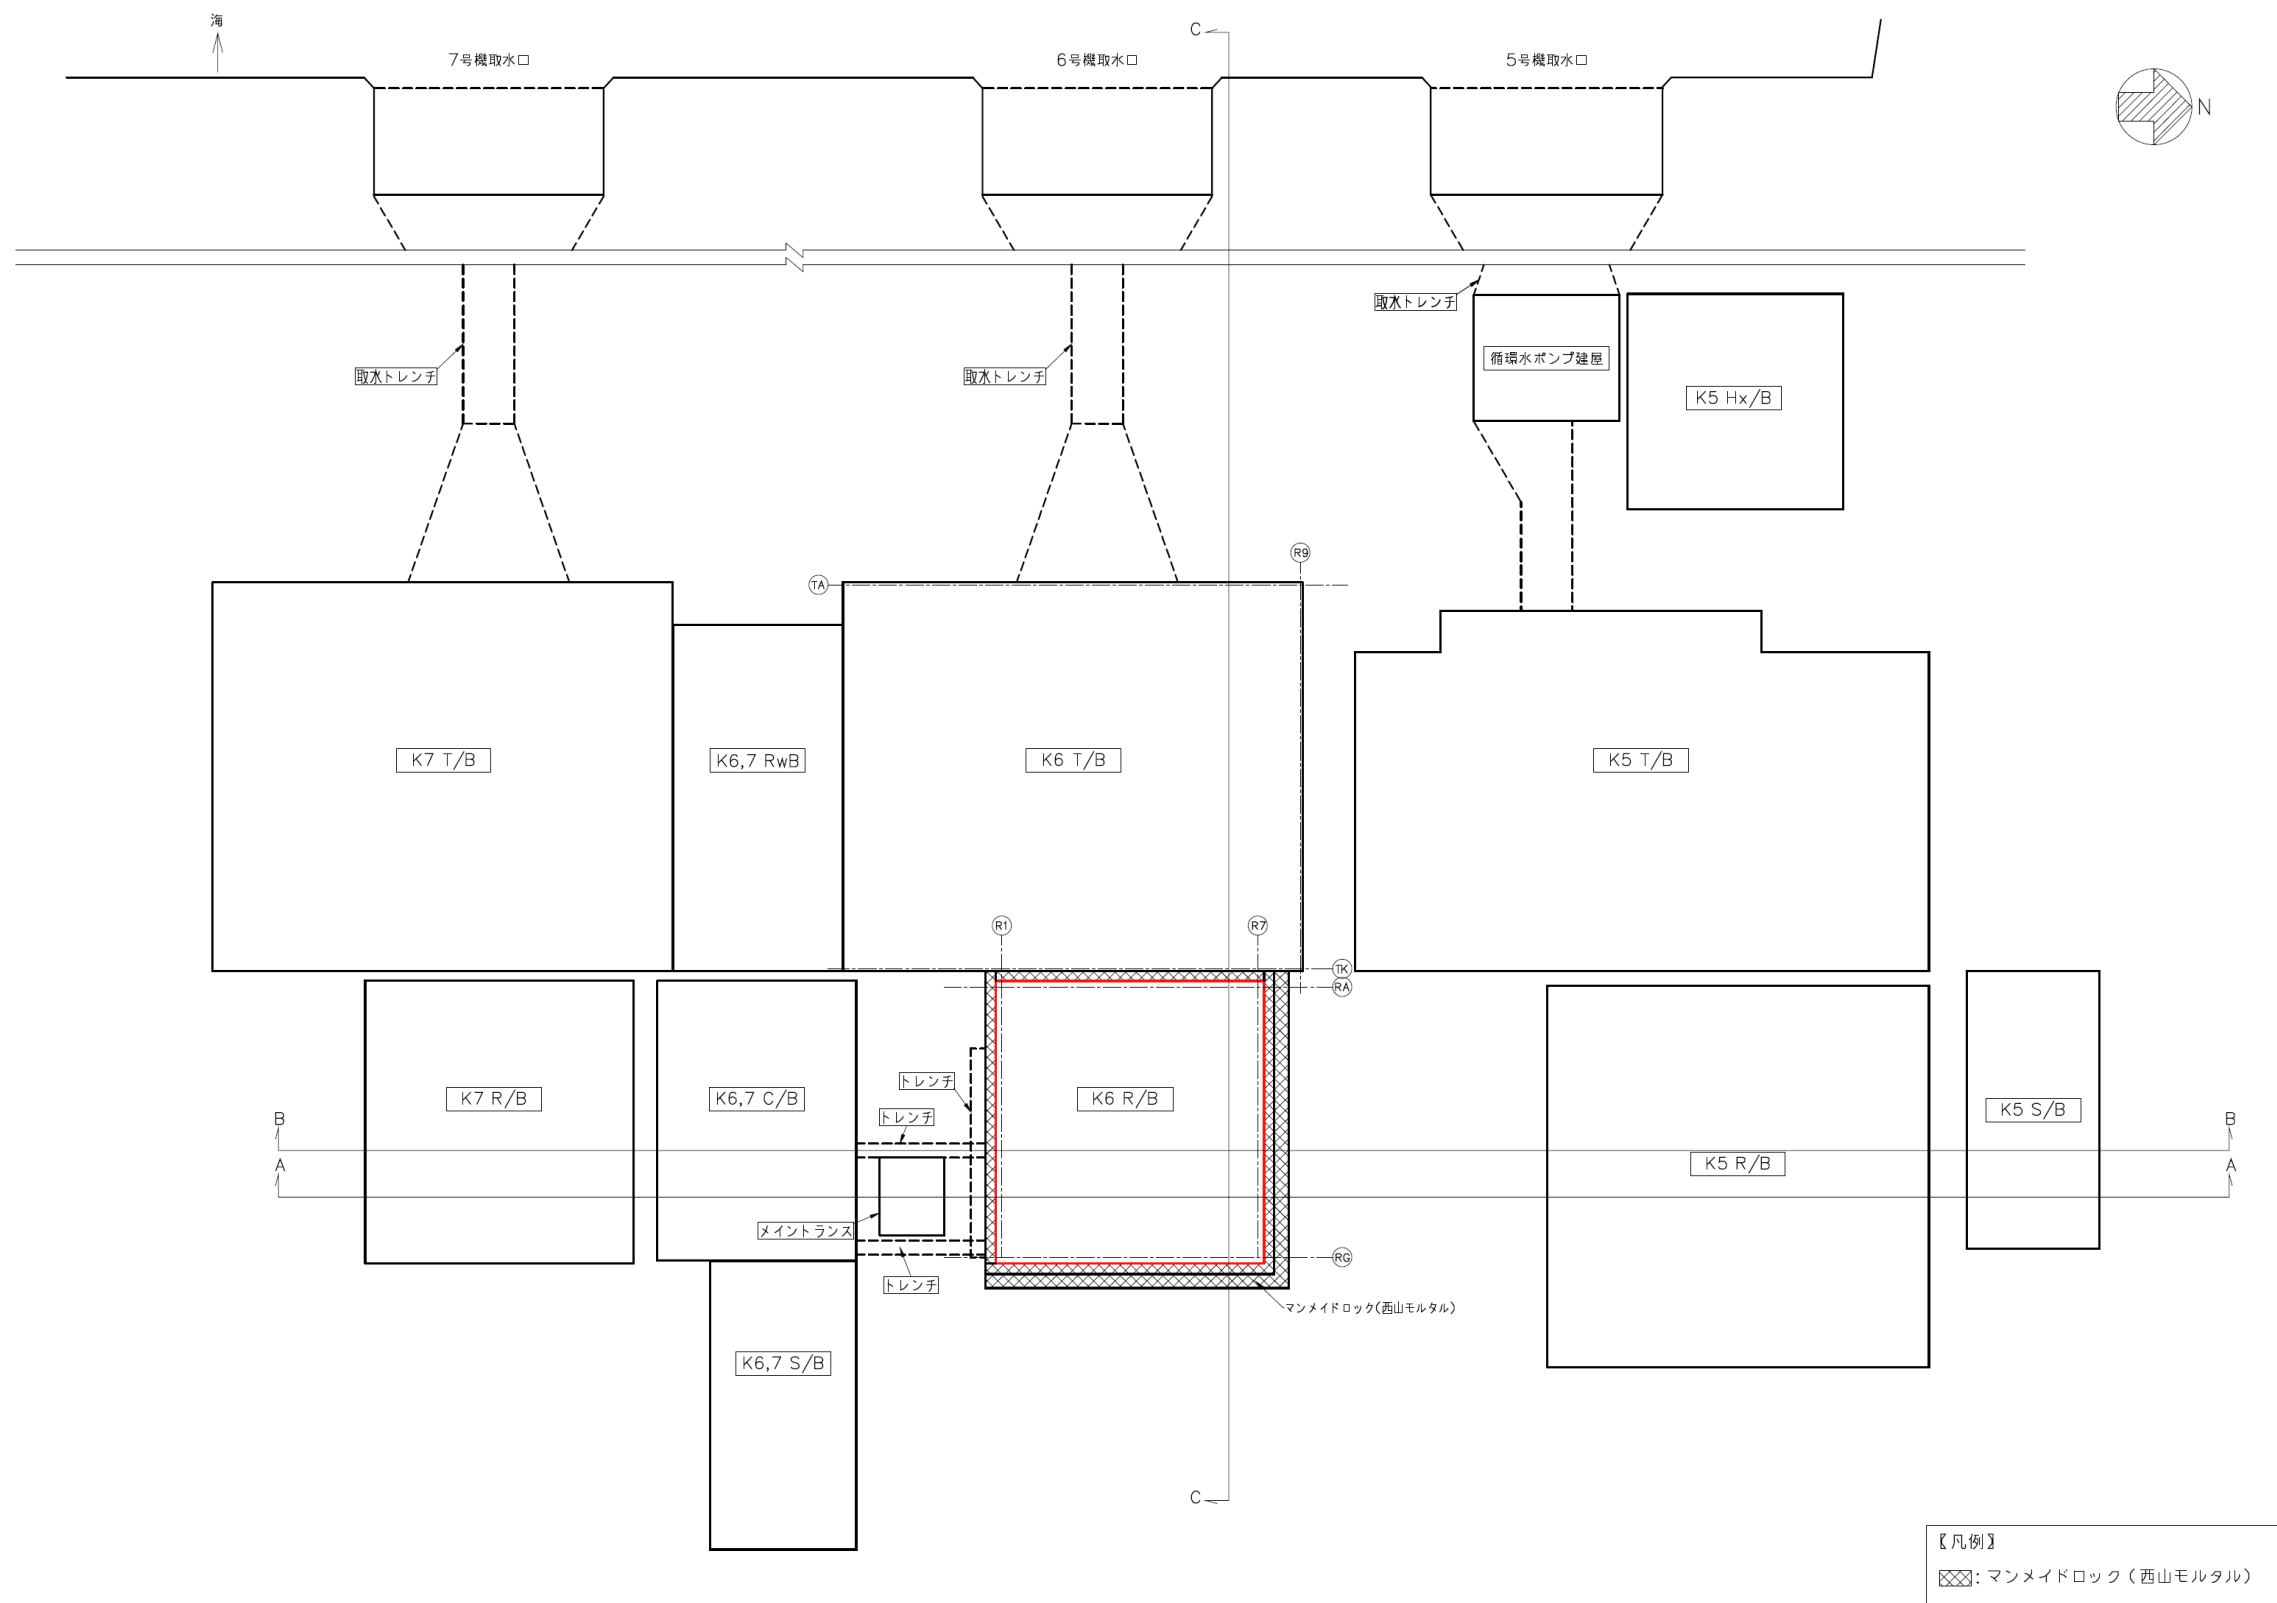 海
C
7号機取水口
6号機取水口
5号機取水口
N
取水トレンチ
循環水ポンプ建屋
取水トレンチ
取水トレンチ
K5 Hx/B
R9
TA
K7 T/B
K6,7 RwB
K6 T/B
K5 T/B
R1
R7
TK
RA
トレンチ
K7 R/B
K6,7 C/B
K6 R/B
K5 S/B
トレンチ
B
B
A
K5 R/B
A
メイントランス
RG
トレンチ
マンメイドロック(西山モルタル)
K6,7 S/B
C
【凡例】
：マンメイドロック（西山モルタル）